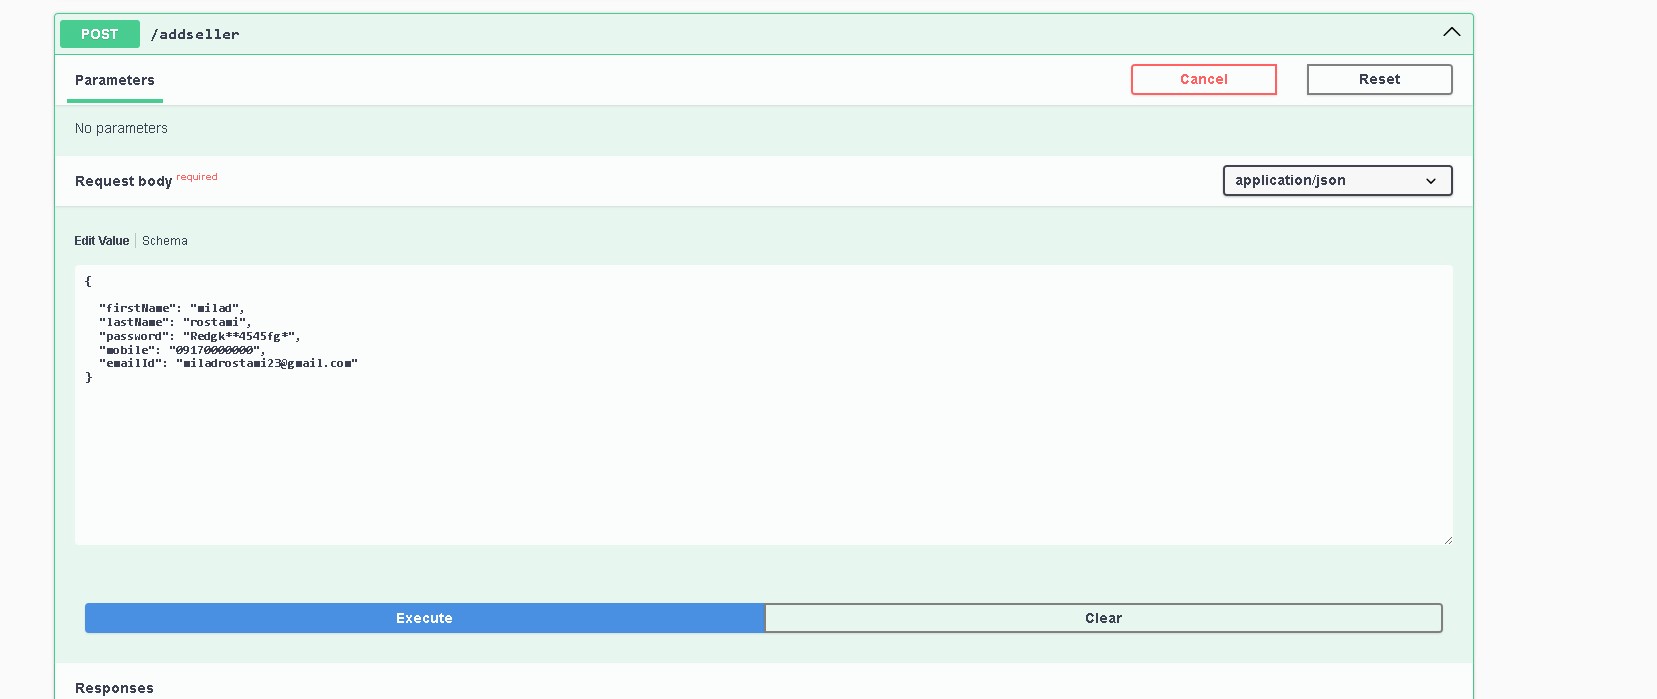 POST /addseller
Parameters
Cancel
Reset
No parameters
Request body required
application/json
Edit Value | Schema
{
"firstName": "milad",
"lastName": "rostami",
"password": "Redgk**4545fg*",
"mobile": "09170000000",
"emailId": "miladrostami23@gmail.com"
}
Execute
Clear
Responses